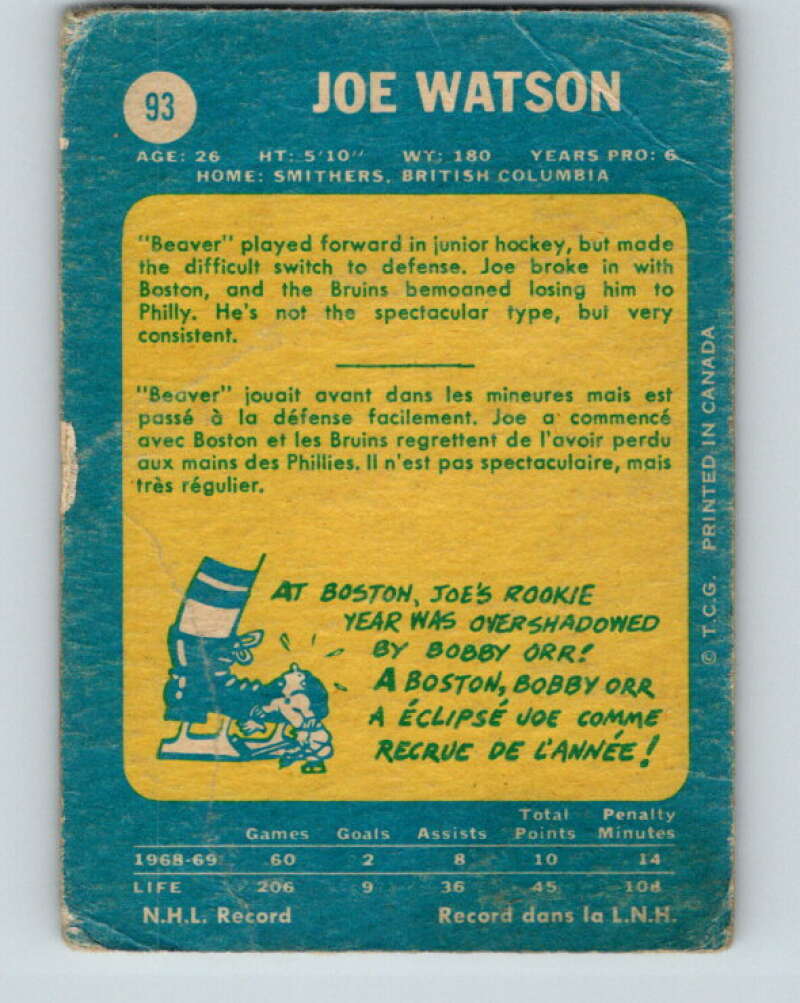 93
JOE WATSON
AGE: 26 HT: 5'10" WT: 180 YEARS PRO: 6
HOME: SMITHERS, BRITISH COLUMBIA
"Beaver" played forward in junior hockey, but made
the difficult switch to defense. Joe broke in with
Boston, and the Bruins bemoaned losing him to
Philly. He's not the spectacular type, but very
consistent.
"Beaver" jouait avant dans les mineures mais est
passé à la défense facilement. Joe a commencé
avec Boston et les Bruins regrettent de l'avoir perdu
aux mains des Phillies. Il n'est pas spectaculaire, mais
très régulier.
AT BOSTON, JOE'S ROOKIE
YEAR WAS OVERSHADOWED
BY BOBBY ORR!
A BOSTON, BOBBY ORR
A ÉCLIPSÉ JOE COMME
RECRUE DE L'ANNÉE!
© T.C.G. PRINTED IN CANADA
Games Goals Assists Total Points Penalty Minutes
1968-69 60 2 8 10 14
LIFE 206 9 36 45 108
N.H.L. Record Record dans la L.N.H.